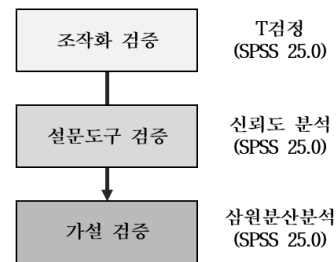 조작화 검증
T검정
(SPSS 25.0)
설문도구 검증
신뢰도 분석
(SPSS 25.0)
가설 검증
삼원분산분석
(SPSS 25.0)